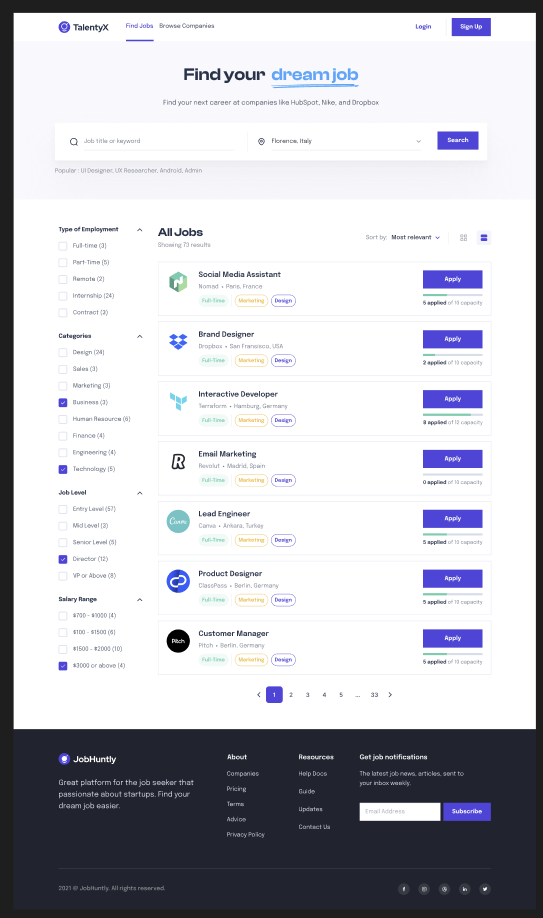 TalentyX
Find Jobs
Browse Companies
Login
Sign Up
Find your dream job
Find your next career at companies like HubSpot, Nike, and Dropbox
Job title or keyword
Florence, Italy
Search
Popular : UI Designer, UX Researcher, Android, Admin
Type of Employment
Full-time (3)
Part-Time (5)
Remote (2)
Internship (24)
Contract (3)
Categories
Design (24)
Sales (3)
Marketing (3)
Business (3)
Human Resource (6)
Finance (4)
Engineering (4)
Technology (5)
Job Level
Entry Level (57)
Mid Level (3)
Senior Level (5)
Director (12)
VP or Above (8)
Salary Range
$700 - $1000 (4)
$100 - $1500 (6)
$1500 - $2000 (10)
$3000 or above (4)
All Jobs
Showing 73 results
Sort by: Most relevant
Social Media Assistant
Nomad • Paris, France
Full-Time Marketing Design
Apply
5 applied of 10 capacity
Brand Designer
Dropbox • San Fransisco, USA
Full-Time Marketing Design
Apply
2 applied of 10 capacity
Interactive Developer
Terraform • Hamburg, Germany
Full-Time Marketing Design
Apply
8 applied of 10 capacity
Email Marketing
Revolut • Madrid, Spain
Full-Time Marketing Design
Apply
0 applied of 10 capacity
Canva
Lead Engineer
Canva • Ankara, Turkey
Full-Time Marketing Design
Apply
5 applied of 10 capacity
Product Designer
ClassPass • Berlin, Germany
Full-Time Marketing Design
Apply
5 applied of 10 capacity
Pitch
Customer Manager
Pitch • Berlin, Germany
Full-Time Marketing Design
Apply
5 applied of 10 capacity
1 2 3 4 5 ... 33
JobHuntly
Great platform for the job seeker that
passionate about startups. Find your
dream job easier.
About
Companies
Pricing
Terms
Advice
Privacy Policy
Resources
Help Docs
Guide
Updates
Contact Us
Get job notifications
The latest job news, articles, sent to
your inbox weekly.
Email Address
Subscribe
2021 @ JobHuntly. All rights reserved.